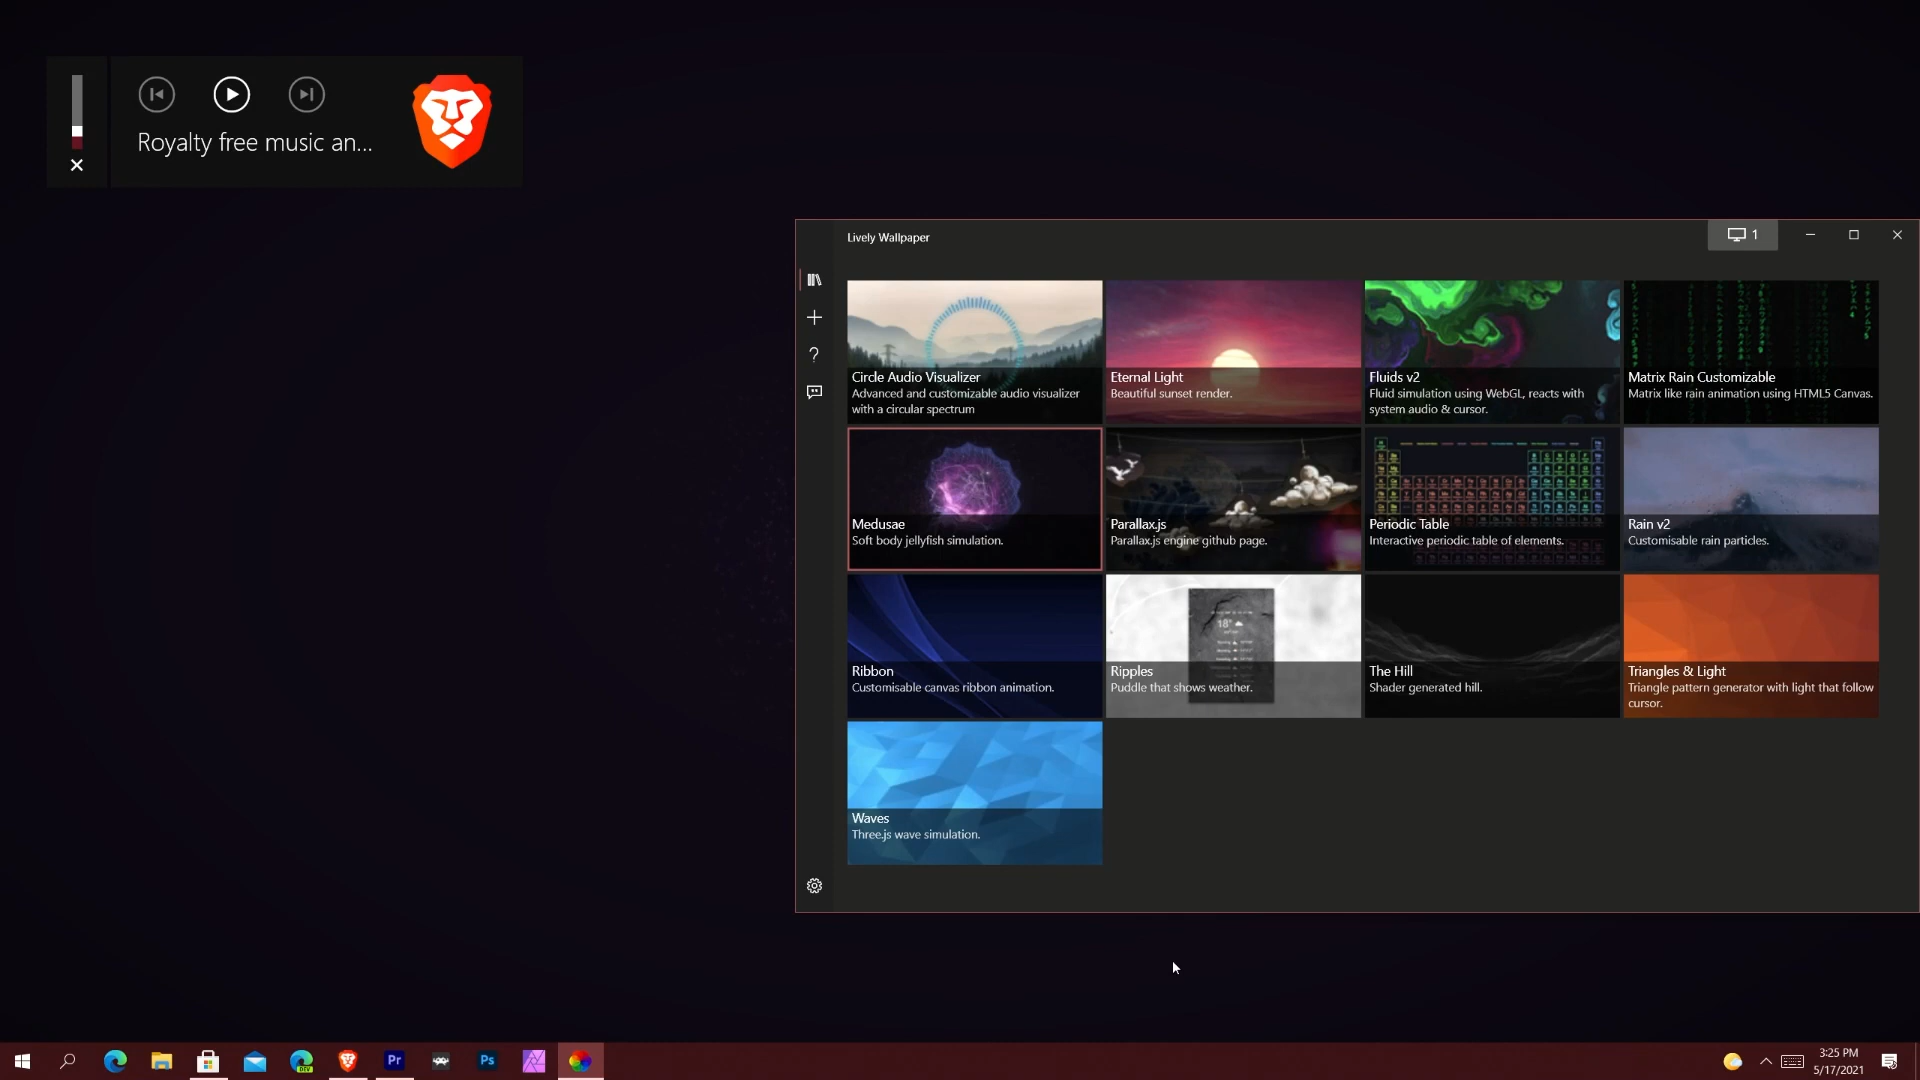 Royalty free music an...
Lively Wallpaper
1
Circle Audio Visualizer
Advanced and customizable audio visualizer
with a circular spectrum
Eternal Light
Beautiful sunset render.
Fluids v2
Fluid simulation using WebGL, reacts with
system audio & cursor.
Matrix Rain Customizable
Matrix like rain animation using HTML5 Canvas.
Medusae
Soft body jellyfish simulation.
Parallax.js
Parallax.js engine github page.
Periodic Table
Interactive periodic table of elements.
Rain v2
Customisable rain particles.
Ribbon
Customisable canvas ribbon animation.
18°
Ripples
Puddle that shows weather.
The Hill
Shader generated hill.
Triangles & Light
Triangle pattern generator with light that follow
cursor.
Waves
Three.js wave simulation.
DEV
Pr
Ps
3:25 PM
5/17/2021